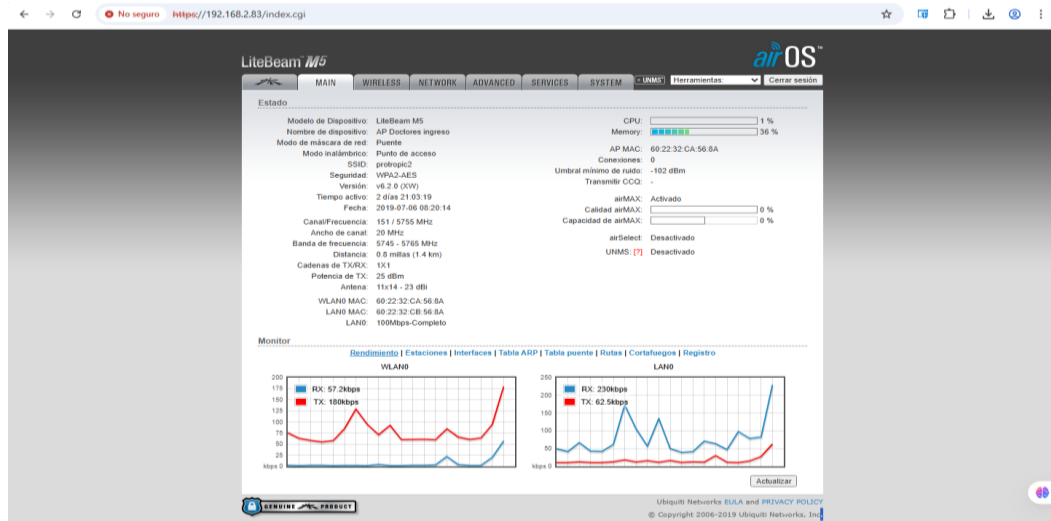 No seguro https://192.168.2.83/index.cgi
LiteBeam M5
airOS™
MAIN WIRELESS NETWORK ADVANCED SERVICES SYSTEM UNMS Herramientas: Cerrar sesión
Estado
Modelo de Dispositivo: LiteBeam M5
Nombre de dispositivo: AP Doctores ingreso
Modo de máscara de red: Puente
Modo inalámbrico: Punto de acceso
SSID: protropic2
Seguridad: WPA2-AES
Versión: v6.2.0 (XW)
Tiempo activo: 2 días 21:03:19
Fecha: 2019-07-06 08:20:14
Canal/Frecuencia: 151 / 5755 MHz
Ancho de canal: 20 MHz
Banda de frecuencia: 5745 - 5765 MHz
Distancia: 0.8 millas (1.4 km)
Cadenas de TX/RX: 1X1
Potencia de TX: 25 dBm
Antena: 11x14 - 23 dBi
WLAN0 MAC: 60:22:32:CA:56:8A
LAN0 MAC: 60:22:32:CB:56:8A
LAN0: 100Mbps-Completo
CPU: 1 %
Memory: 36 %
AP MAC: 60:22:32:CA:56:8A
Conexiones: 0
Umbral mínimo de ruido: -102 dBm
Transmitir CCQ: -
airMAX: Activado
Calidad airMAX: 0 %
Capacidad de airMAX: 0 %
airSelect: Desactivado
UNMS: [?] Desactivado
Monitor
Rendimiento | Estaciones | Interfaces | Tabla ARP | Tabla puente | Rutas | Cortafuegos | Registro
WLAN0
200
175
150
125
100
75
50
25
kbps 0
RX: 57.2kbps
TX: 180kbps
LAN0
250
200
150
100
50
kbps 0
RX: 230kbps
TX: 62.5kbps
Actualizar
GENUINE PRODUCT
Ubiquiti Networks EULA and PRIVACY POLICY
© Copyright 2006-2019 Ubiquiti Networks, Inc.